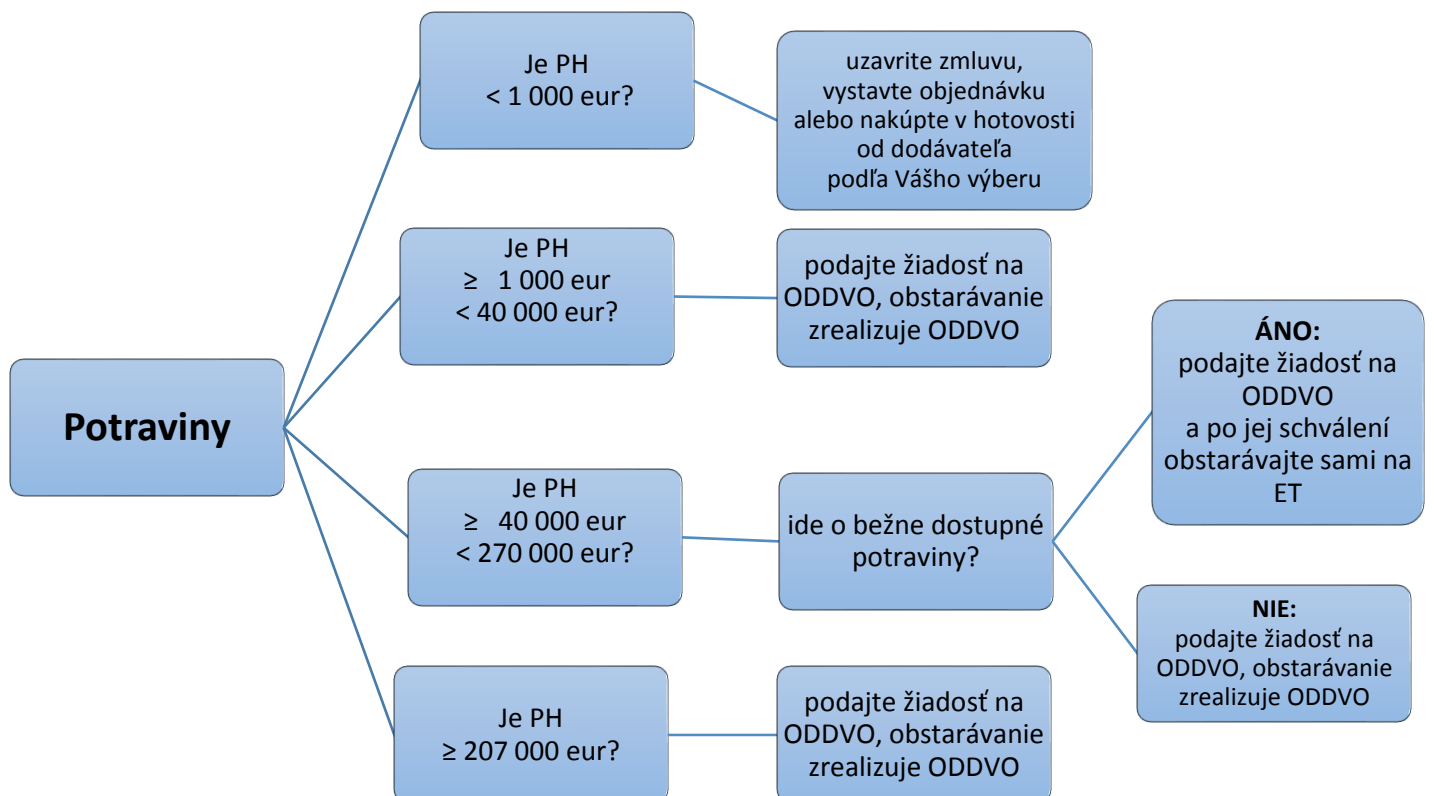 Potraviny
Je PH
< 1 000 eur?
uzavrite zmluvu,
vystavte objednávku
alebo nakúpte v hotovosti
od dodávateľa
podľa Vášho výberu
Je PH
≥ 1 000 eur
< 40 000 eur?
podajte žiadosť na
ODDVO, obstarávanie
zrealizuje ODDVO
Je PH
≥ 40 000 eur
< 270 000 eur?
ide o bežne dostupné
potraviny?
ÁNO:
podajte žiadosť na
ODDVO
a po jej schválení
obstarávajte sami na
ET
NIE:
podajte žiadosť na
ODDVO, obstarávanie
zrealizuje ODDVO
Je PH
≥ 207 000 eur?
podajte žiadosť na
ODDVO, obstarávanie
zrealizuje ODDVO